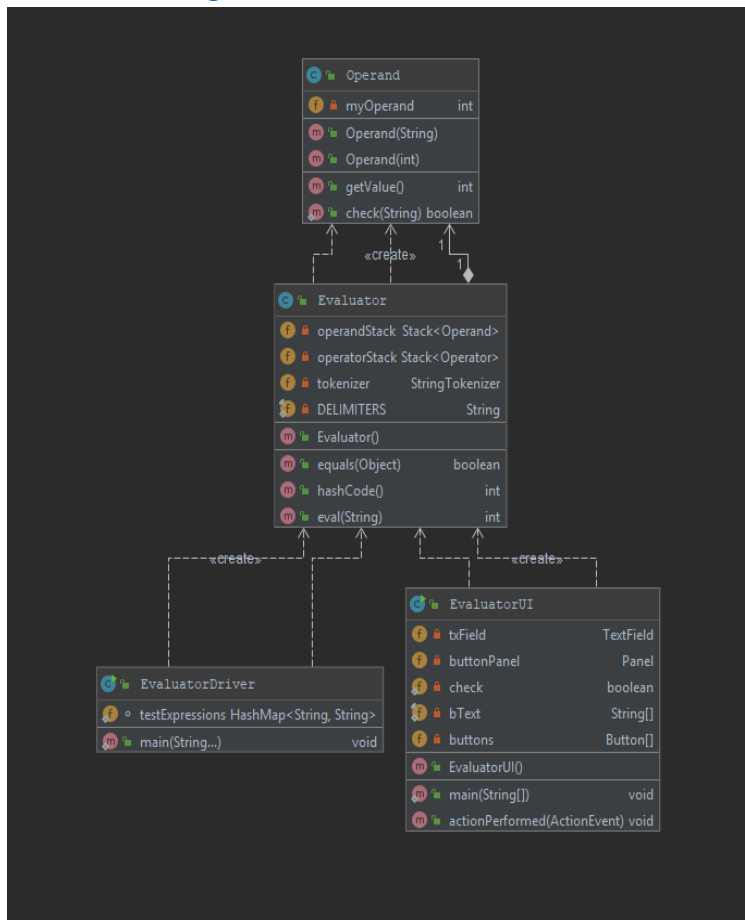 Operand
myOperand int
Operand(String)
Operand(int)
getValue() int
check(String) boolean
«create»
1
1
Evaluator
operandStack Stack<Operand>
operatorStack Stack<Operator>
tokenizer StringTokenizer
DELIMITERS String
Evaluator()
equals(Object) boolean
hashCode() int
eval(String) int
«create»
«create»
EvaluatorUI
txField TextField
buttonPanel Panel
check boolean
bText String[]
buttons Button[]
EvaluatorUI()
main(String[]) void
actionPerformed(ActionEvent) void
EvaluatorDriver
testExpressions HashMap<String, String>
main(String...) void